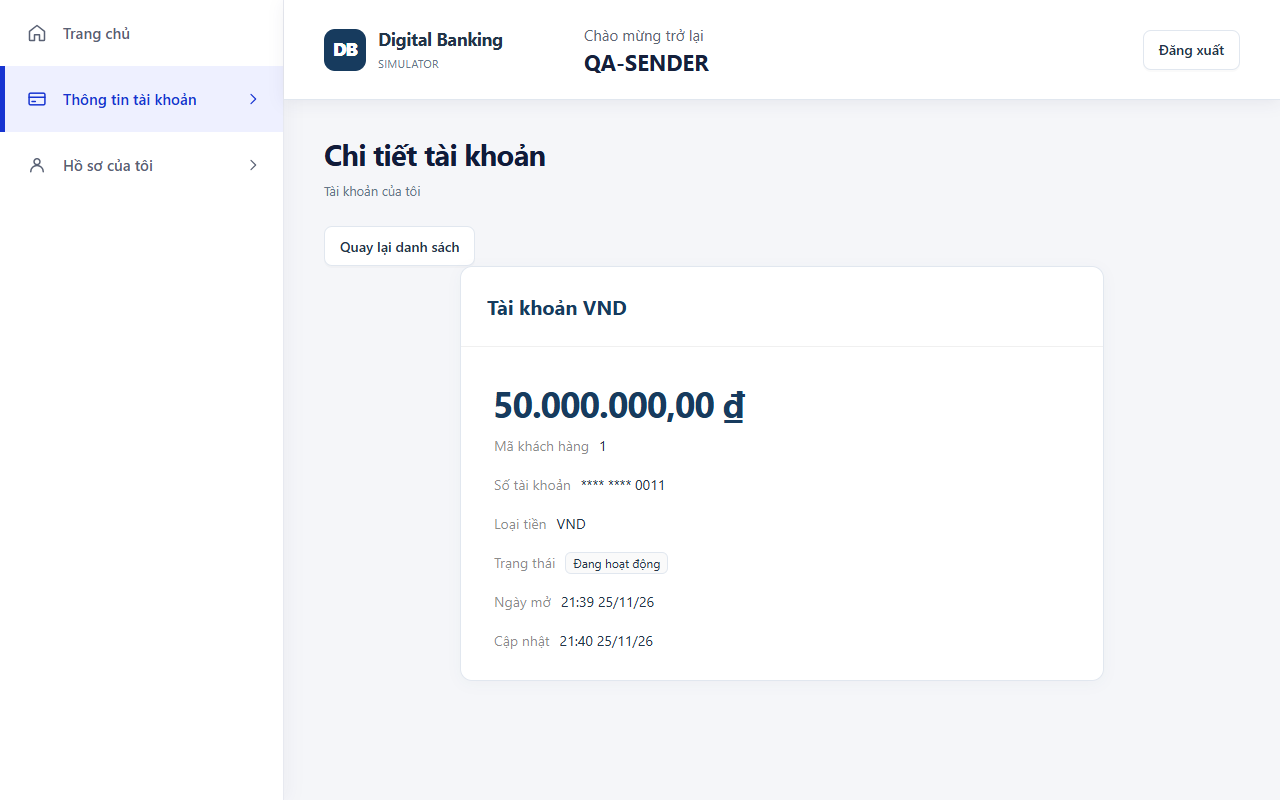 Trang chủ
Thông tin tài khoản
Hồ sơ của tôi
DB
Digital Banking
SIMULATOR
Chào mừng trở lại
QA-SENDER
Đăng xuất
Chi tiết tài khoản
Tài khoản của tôi
Quay lại danh sách
Tài khoản VND
50.000.000,00 ₫
Mã khách hàng 1
Số tài khoản **** **** 0011
Loại tiền VND
Trạng thái Đang hoạt động
Ngày mở 21:39 25/11/26
Cập nhật 21:40 25/11/26